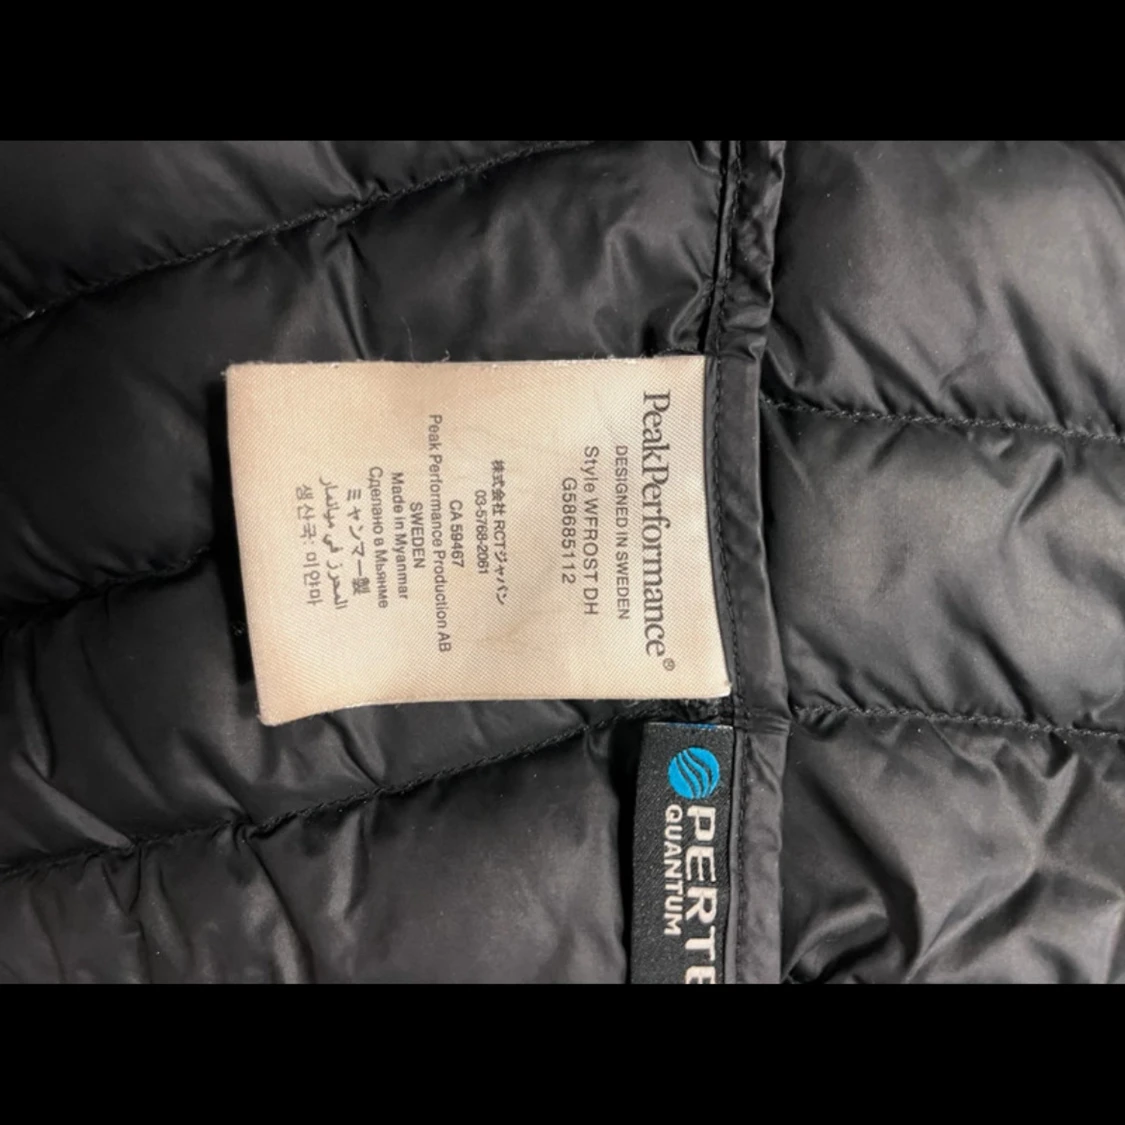 PeakPerformance®
DESIGNED IN SWEDEN
Style WFROST DH
G58685112
株式会社 RCTジャパン
03-5768-2061
CA 59467
Peak Performance Production AB
SWEDEN
Made in Myanmar
Сделано в Мьянме
ミャンマー製
المحرز في ميانمار
생산국: 미얀마
PERTE
QUANTUM